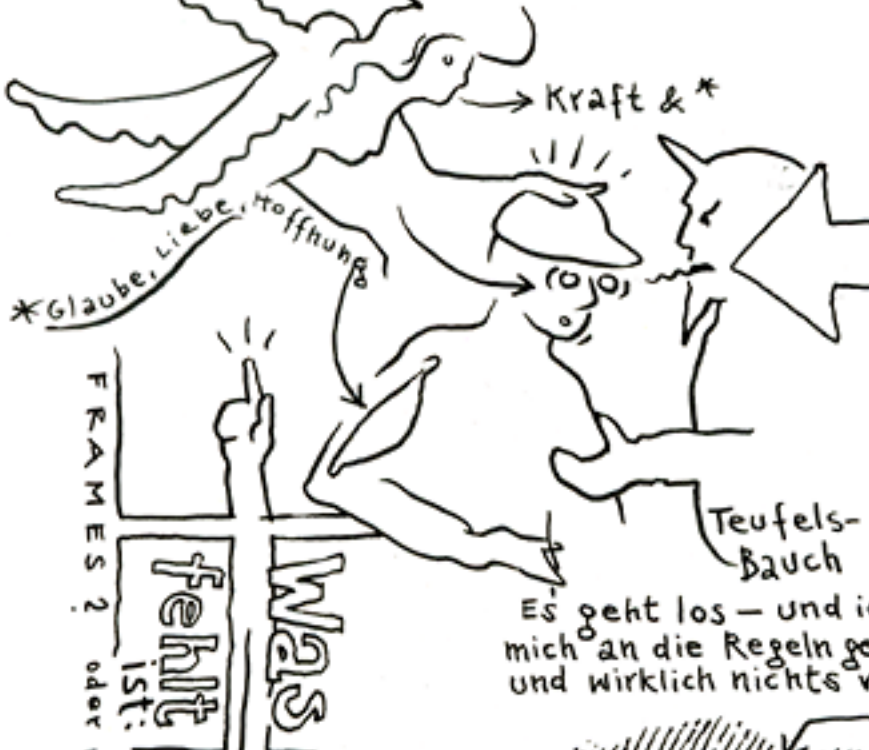 Kraft & *
*Glaube, Liebe, Hoffnung
FRAMES? oder
Was
fehlt
ist:
Teufels-
Bauch
Es geht los – und
mich an die Regeln
und wirklich nichts